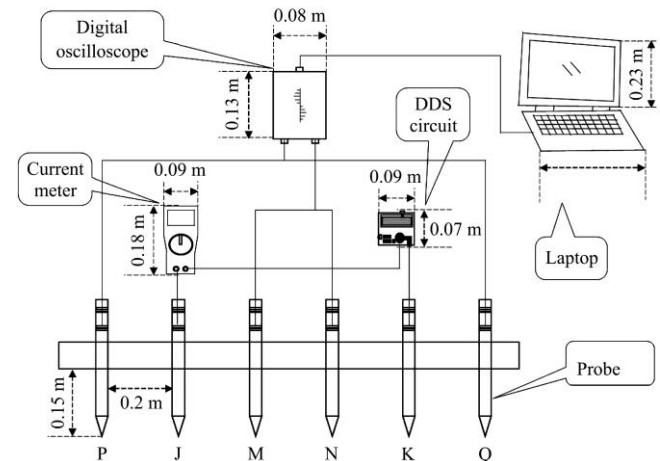 Digital
oscilloscope
0.08 m
0.13 m
0.23 m
DDS
circuit
Current
meter
0.09 m
0.09 m
0.18 m
0.07 m
Laptop
0.15 m
0.2 m
Probe
P J M N K Q